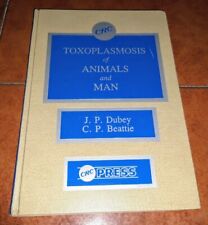 CRC
TOXOPLASMOSIS
of
ANIMALS
and
MAN
J. P. Dubey
C. P. Beattie
CRC PRESS